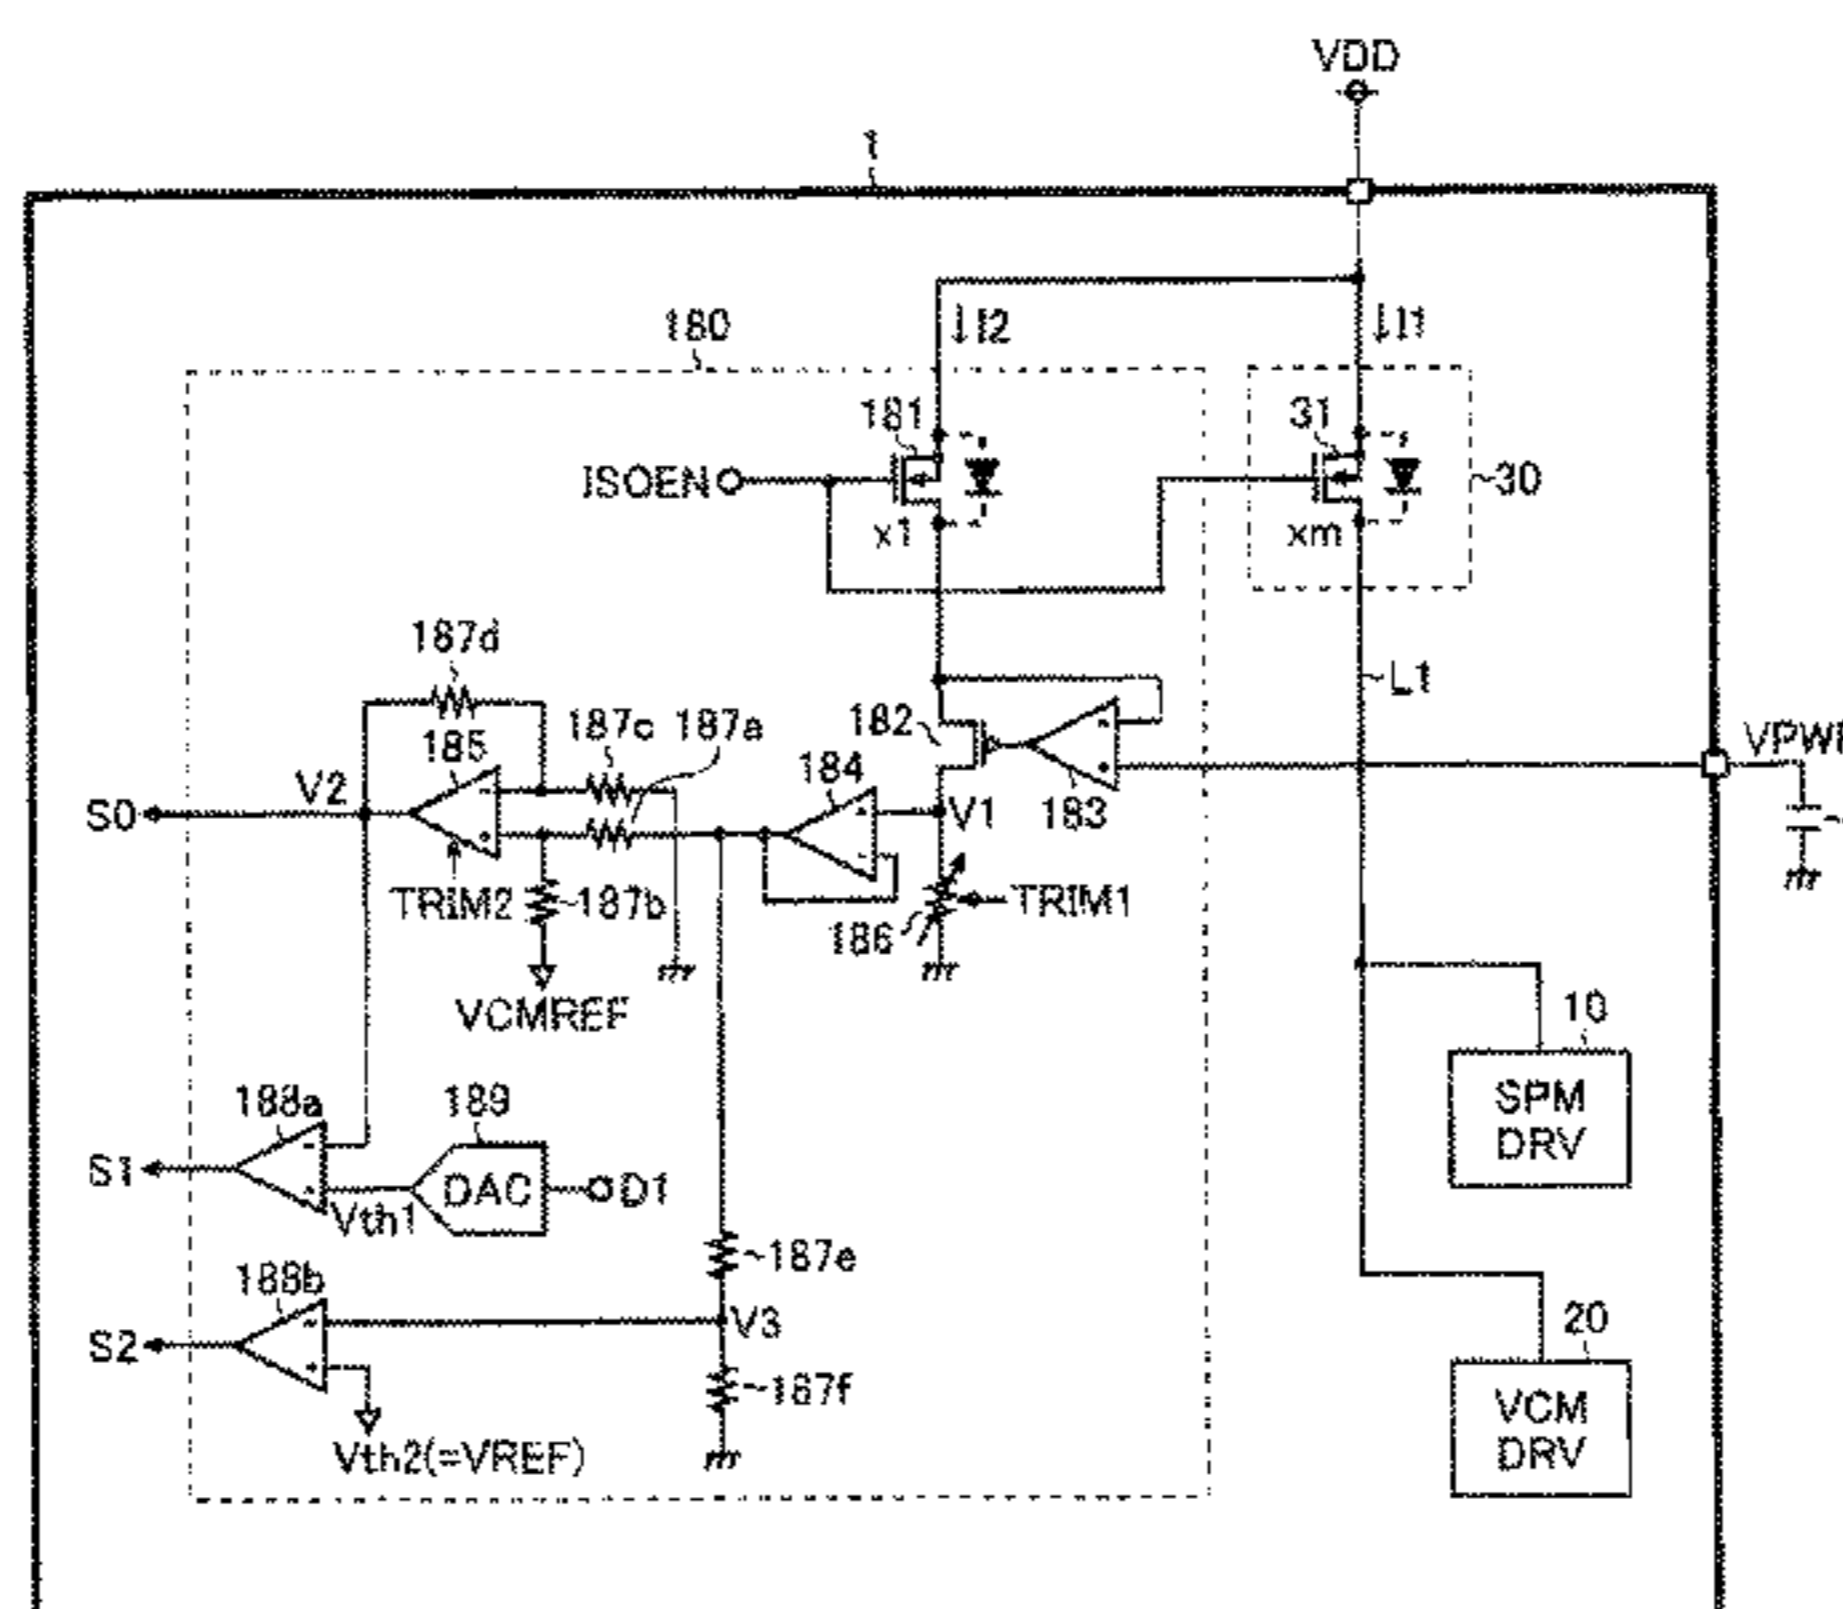 VDD
1
180
↓I2
↓I1
181
31
ISOEN
30
x1
xm
187d
L1
187c
187a
182
185
184
VPW
V2
S0
V1
183
TRIM2
187b
TRIM1
186
VCMREF
10
SPM
DRV
188a
189
S1
DAC
D1
Vth1
187e
188b
V3
20
S2
187f
VCM
DRV
Vth2(=VREF)